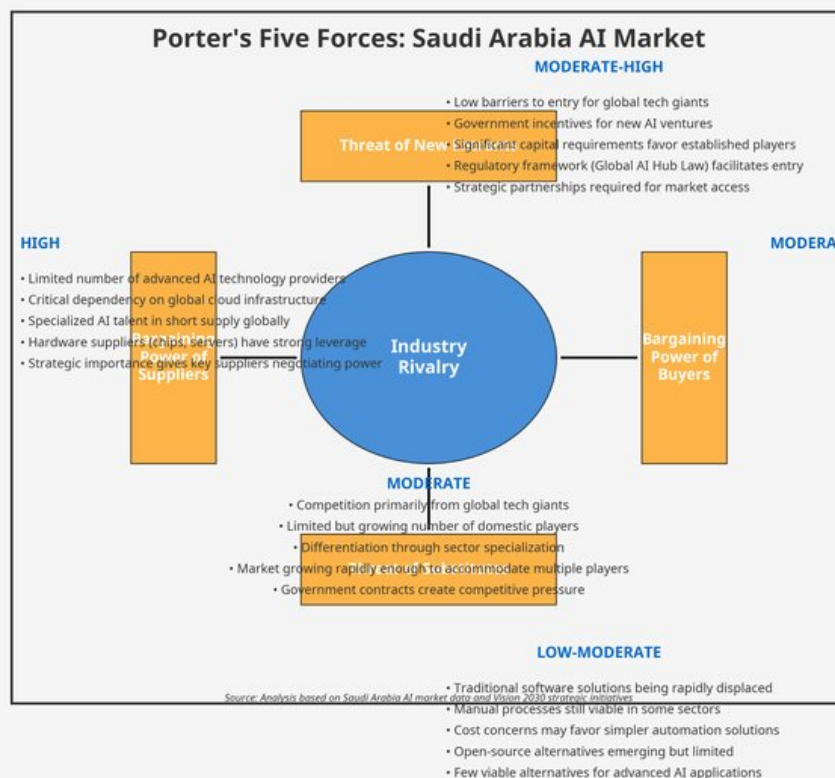 Porter's Five Forces: Saudi Arabia AI Market
MODERATE-HIGH
• Low barriers to entry for global tech giants
• Government incentives for new AI ventures
• Significant capital requirements favor established players
• Regulatory framework (Global AI Hub Law) facilitates entry
• Strategic partnerships required for market access
Threat of New
HIGH
• Limited number of advanced AI technology providers
• Critical dependency on global cloud infrastructure
• Specialized AI talent in short supply globally
• Hardware suppliers (chips, servers) have strong leverage
• Strategic importance gives key suppliers negotiating power
Bargaining
Power of
Suppliers
Industry
Rivalry
MODERA
Bargaining
Power of
Buyers
MODERATE
• Competition primarily from global tech giants
• Limited but growing number of domestic players
• Differentiation through sector specialization
• Market growing rapidly enough to accommodate multiple players
• Government contracts create competitive pressure
LOW-MODERATE
• Traditional software solutions being rapidly displaced
• Manual processes still viable in some sectors
• Cost concerns may favor simpler automation solutions
• Open-source alternatives emerging but limited
• Few viable alternatives for advanced AI applications
Source: Analysis based on Saudi Arabia AI market data and Vision 2030 strategic initiatives